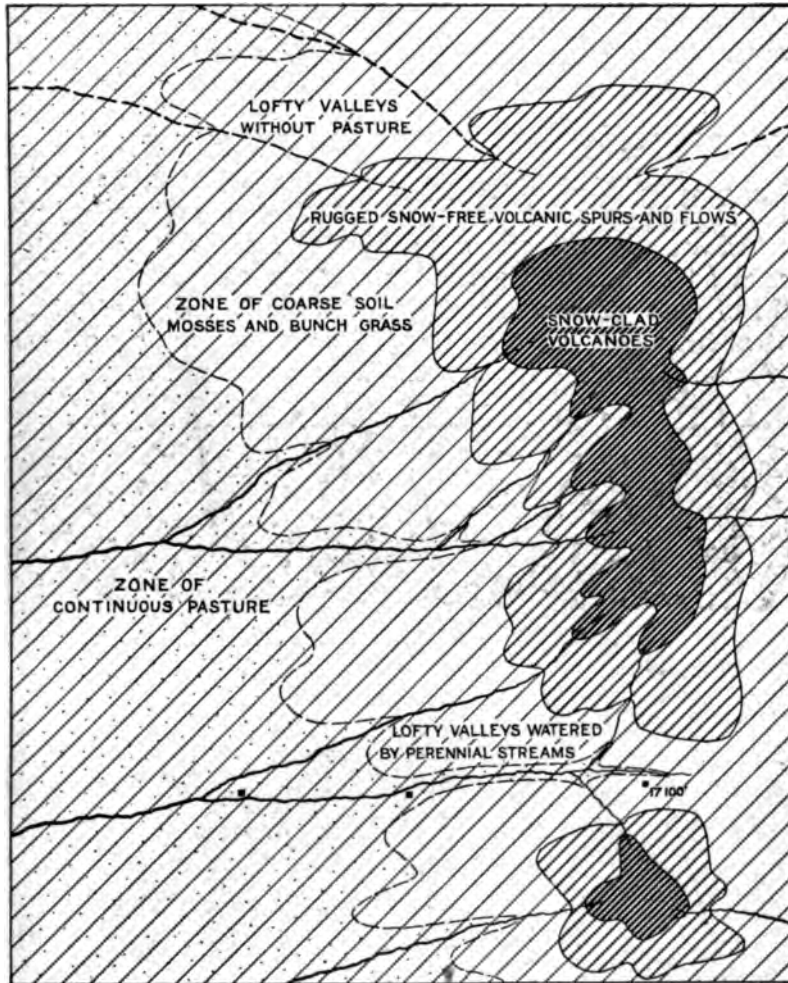 LOFTY VALLEYS
WITHOUT PASTURE
RUGGED SNOW-FREE VOLCANIC SPURS AND FLOWS
ZONE OF COARSE SOIL
MOSSES AND BUNCH GRASS
SNOW-CLAD
VOLCANOES
ZONE OF
CONTINUOUS PASTURE
LOFTY VALLEYS WATERED
BY PERENNIAL STREAMS
17100'